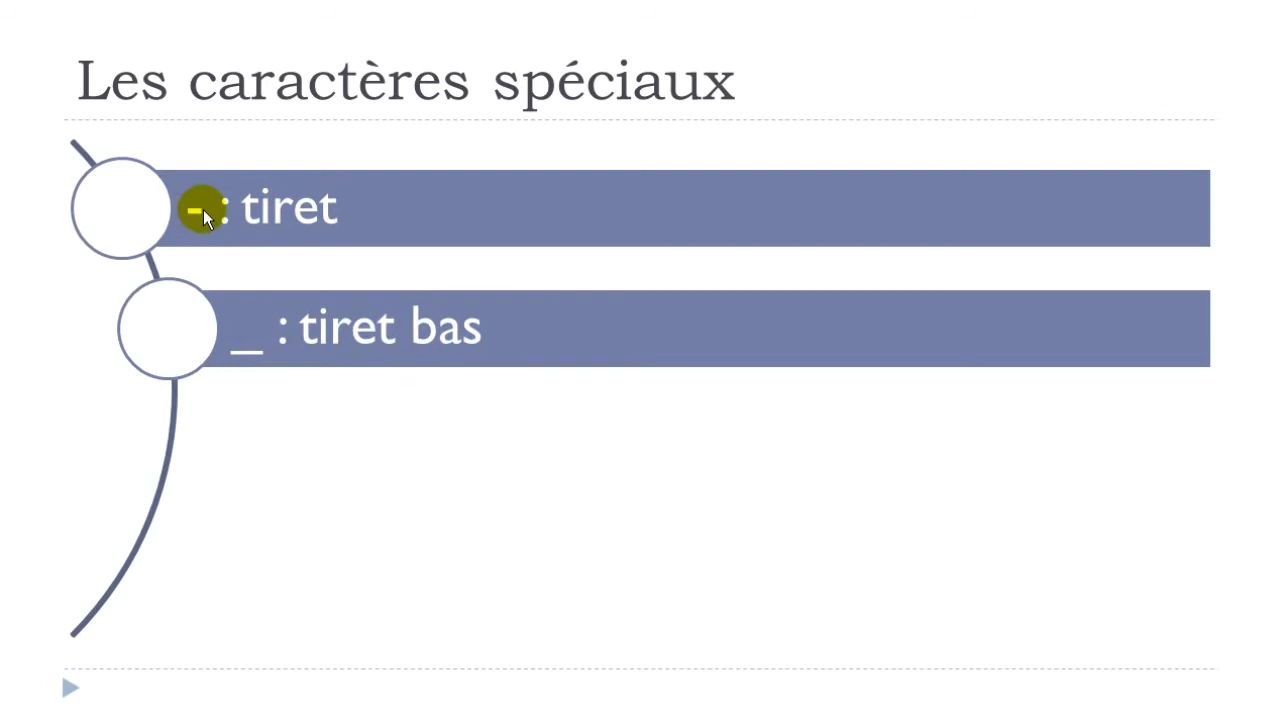 Les caractères spéciaux
- : tiret
_ : tiret bas